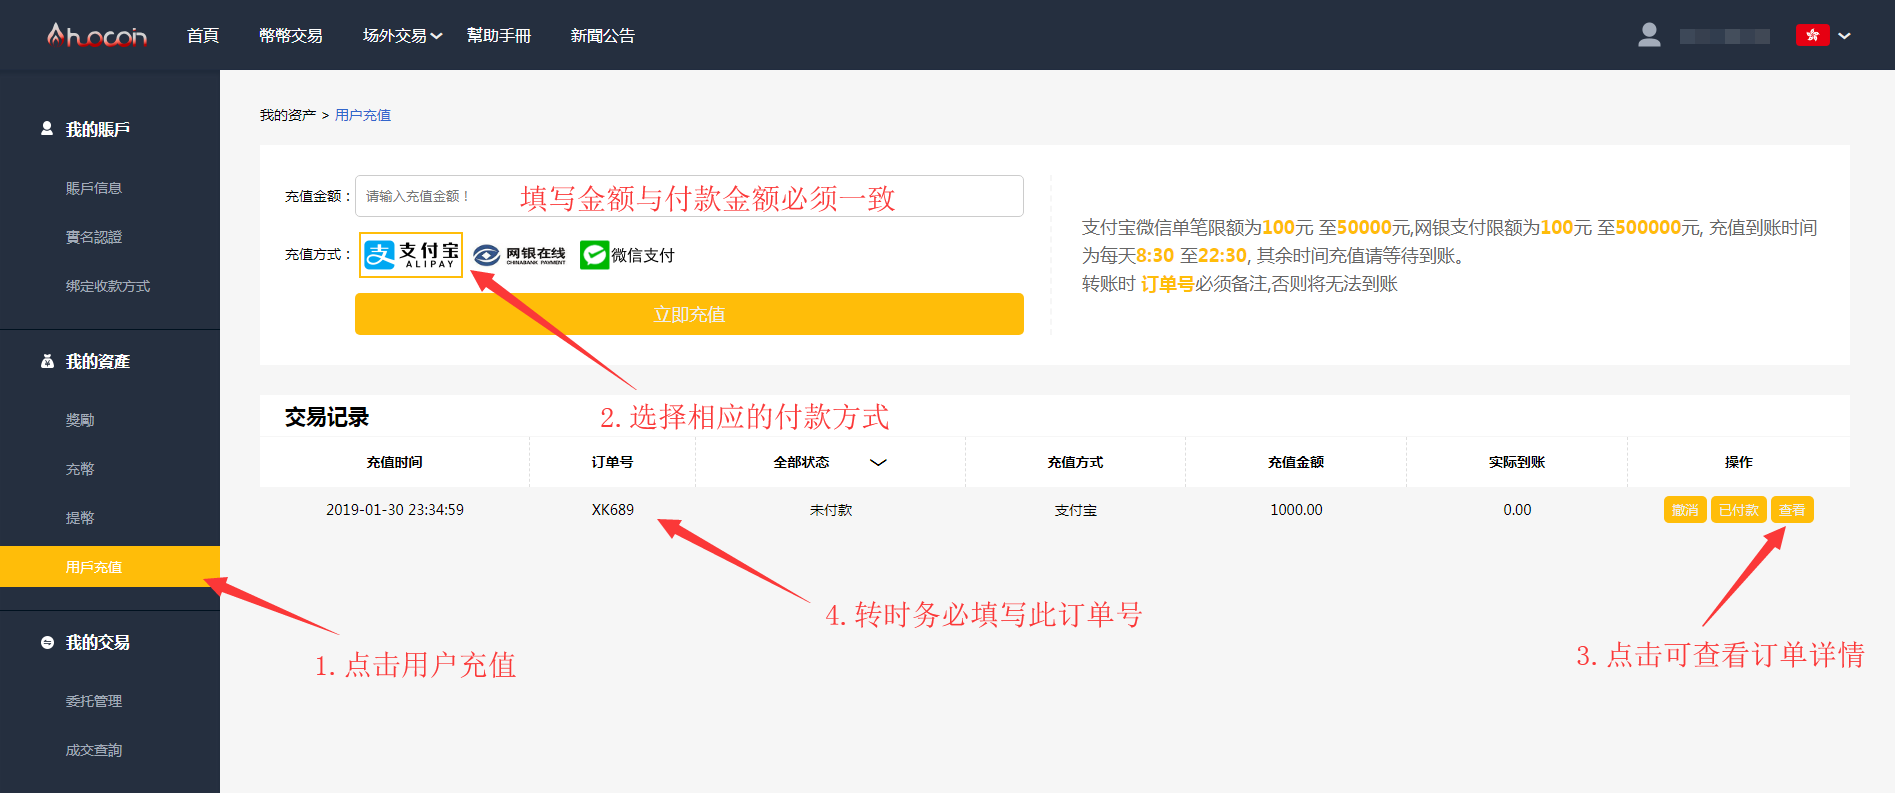 Ahuocoin
首頁
幣幣交易
场外交易
幫助手冊
新聞公告
我的賬戶
賬戶信息
實名認證
绑定收款方式
我的資產
獎勵
充幣
提幣
用戶充值
我的交易
委托管理
成交查詢
我的资产 > 用户充值
充值金额：
请输入充值金额！
填写金额与付款金额必须一致
充值方式：
支付宝
ALIPAY
网银在线
CHINABANK PAYMENT
微信支付
立即充值
支付宝微信单笔限额为100元 至50000元,网银支付限额为100元 至500000元, 充值到账时间
为每天8:30 至22:30, 其余时间充值请等待到账。
转账时 订单号必须备注,否则将无法到账
2.选择相应的付款方式
交易记录
充值时间 订单号 全部状态 充值方式 充值金额 实际到账 操作
2019-01-30 23:34:59 XK689 未付款 支付宝 1000.00 0.00 撤消 已付款 查看
4.转时务必填写此订单号
1.点击用户充值
3.点击可查看订单详情